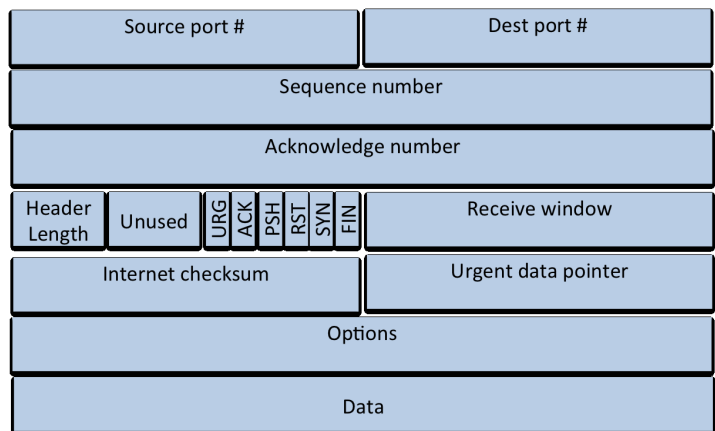 Source port #
Dest port #
Sequence number
Acknowledge number
Header
Length
Unused
URG
ACK
PSH
RST
SYN
FIN
Receive window
Internet checksum
Urgent data pointer
Options
Data